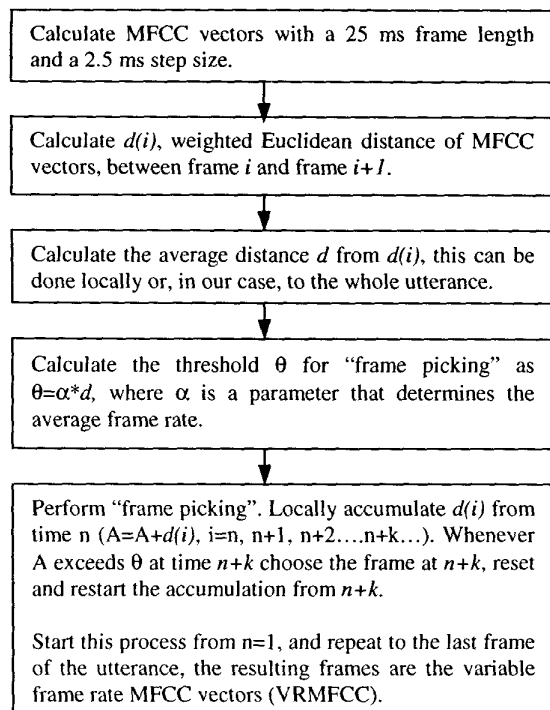 Calculate MFCC vectors with a 25 ms frame length
and a 2.5 ms step size.
Calculate d(i), weighted Euclidean distance of MFCC
vectors, between frame i and frame i+1.
Calculate the average distance d from d(i), this can be
done locally or, in our case, to the whole utterance.
Calculate the threshold θ for “frame picking” as
θ=α*d, where α is a parameter that determines the
average frame rate.
Perform “frame picking”. Locally accumulate d(i) from
time n (A=A+d(i), i=n, n+1, n+2....n+k...). Whenever
A exceeds θ at time n+k choose the frame at n+k, reset
and restart the accumulation from n+k.
Start this process from n=1, and repeat to the last frame
of the utterance, the resulting frames are the variable
frame rate MFCC vectors (VRMFCC).